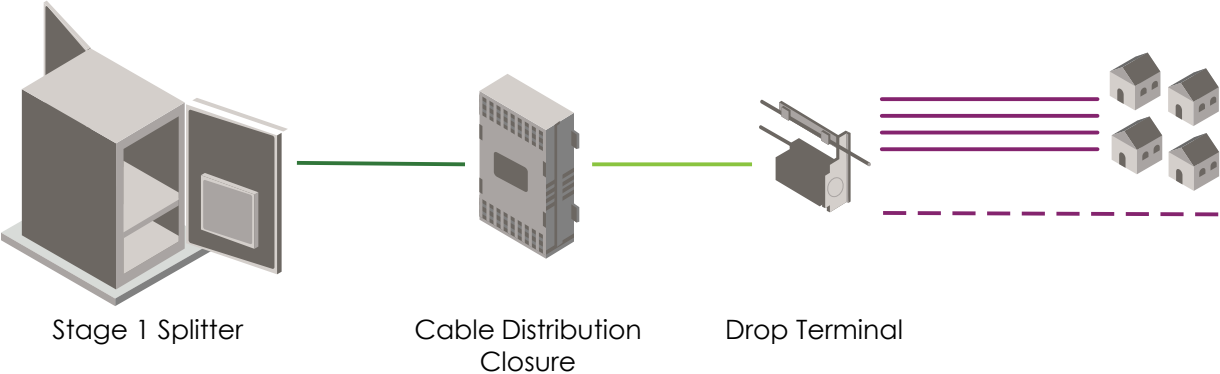 Stage 1 Splitter
Cable Distribution
Closure
Drop Terminal